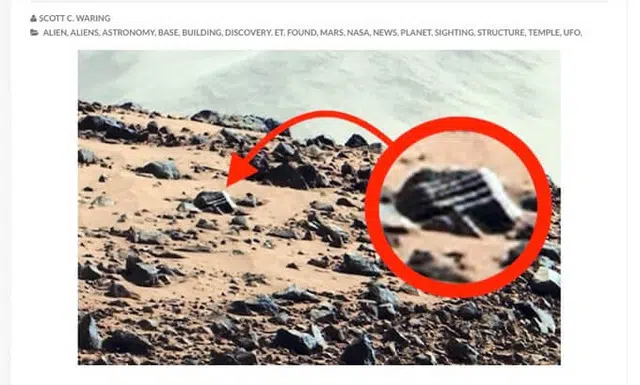 SCOTT C. WARING
ALIEN, ALIENS, ASTRONOMY, BASE, BUILDING, DISCOVERY, ET, FOUND, MARS, NASA, NEWS, PLANET, SIGHTING, STRUCTURE, TEMPLE, UFO,